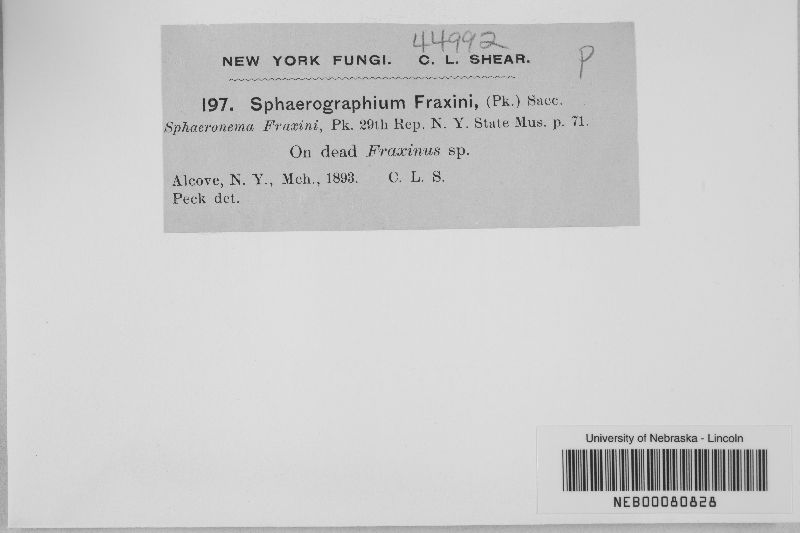 44992
NEW YORK FUNGI. C. L. SHEAR.
P
197. Sphaerographium Fraxini, (Pk.) Sacc.
Sphaeronema Fraxini, Pk. 29th Rep. N. Y. State Mus. p. 71.
On dead Fraxinus sp.
Alcove, N. Y., Mch., 1893. C. L. S.
Peck det.
University of Nebraska - Lincoln
NEB00080828